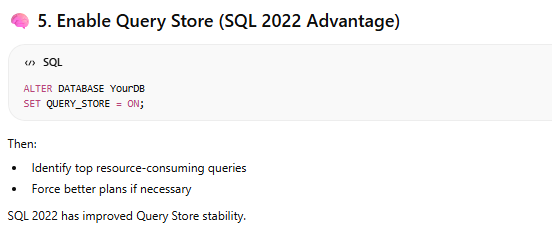 🧠 5. Enable Query Store (SQL 2022 Advantage)
</> SQL
ALTER DATABASE YourDB
SET QUERY_STORE = ON;
Then:
• Identify top resource-consuming queries
• Force better plans if necessary
SQL 2022 has improved Query Store stability.